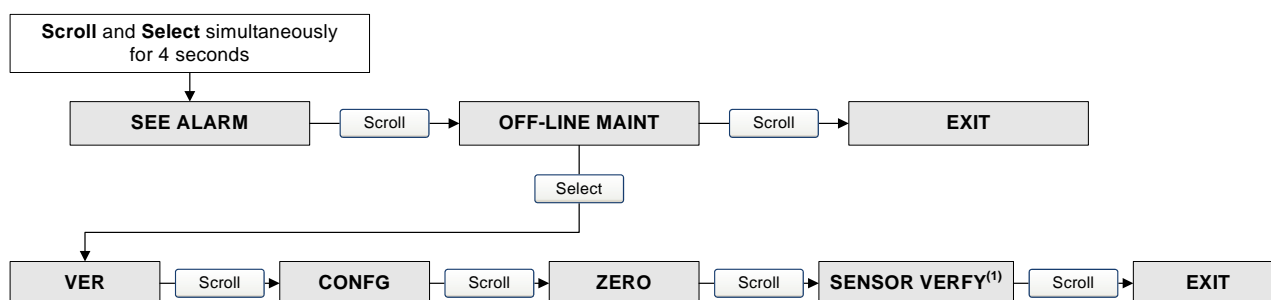 Scroll and Select simultaneously
for 4 seconds
SEE ALARM
Scroll
OFF-LINE MAINT
Scroll
EXIT
Select
VER
Scroll
CONFG
Scroll
ZERO
Scroll
SENSOR VERFY(1)
Scroll
EXIT